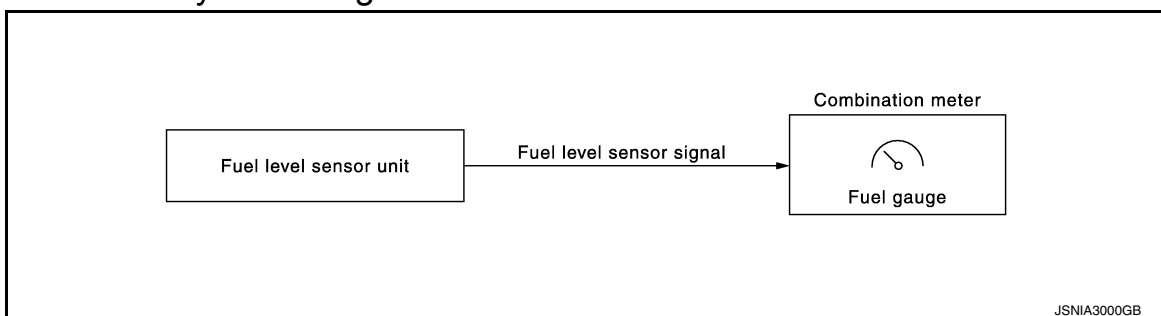 Combination meter
Fuel level sensor unit
Fuel level sensor signal
Fuel gauge
JSNIA3000GB